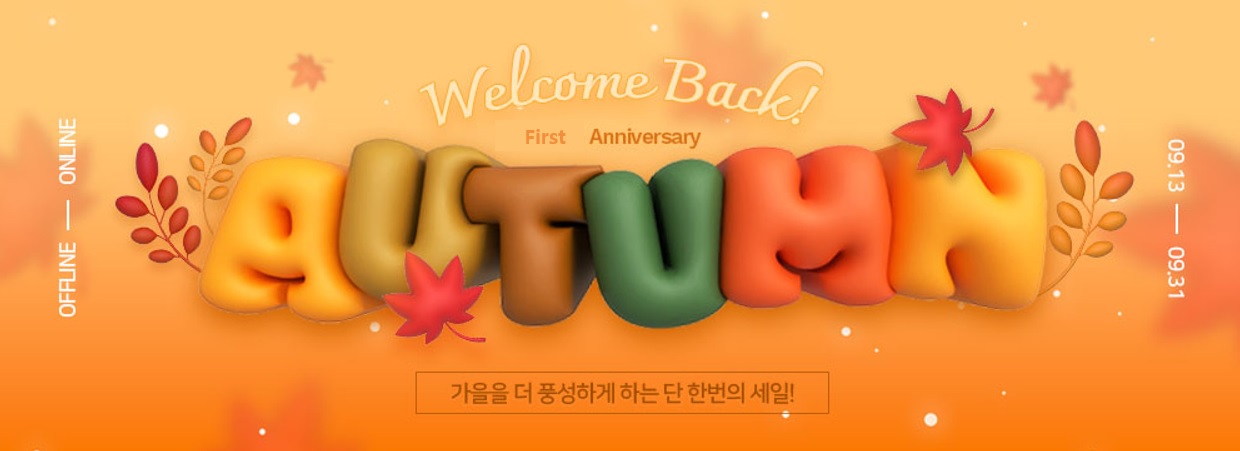 Welcome Back!
First Anniversary
AUTUMN
OFFLINE — ONLINE
09.13 — 09.31
가을을 더 풍성하게 하는 단 한번의 세일!